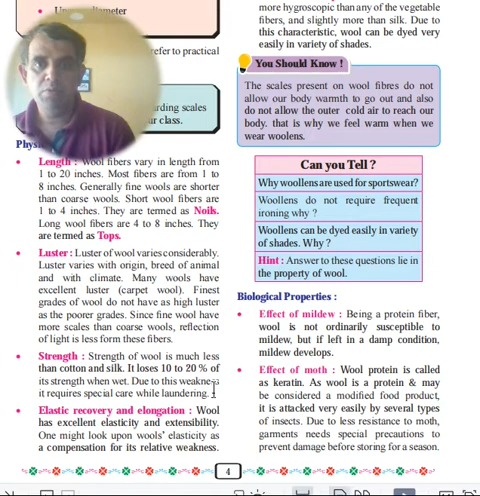 meter
refer to practical
rding scales
ur class.
Phys
• Length : Wool fibers vary in length from
1 to 20 inches. Most fibers are from 1 to
8 inches. Generally fine wools are shorter
than coarse wools. Short wool fibers are
1 to 4 inches. They are termed as Noils.
Long wool fibers are 4 to 8 inches. They
are termed as Tops.
• Luster : Luster of wool varies considerably.
Luster varies with origin, breed of animal
and with climate. Many wools have
excellent luster (carpet wool). Finest
grades of wool do not have as high luster
as the poorer grades. Since fine wool have
more scales than coarse wools, reflection
of light is less form these fibers.
• Strength : Strength of wool is much less
than cotton and silk. It loses 10 to 20 % of
its strength when wet. Due to this weakness
it requires special care while laundering.
• Elastic recovery and elongation : Wool
has excellent elasticity and extensibility.
One might look upon wools’ elasticity as
a compensation for its relative weakness.
more hygroscopic than any of the vegetable
fibers, and slightly more than silk. Due to
this characteristic, wool can be dyed very
easily in variety of shades.
You Should Know !
The scales present on wool fibres do not
allow our body warmth to go out and also
do not allow the outer cold air to reach our
body. that is why we feel warm when we
wear woolens.
Can you Tell ?
Why woollens are used for sportswear?
Woollens do not require frequent
ironing why ?
Woollens can be dyed easily in variety
of shades. Why ?
Hint : Answer to these questions lie in
the property of wool.
Biological Properties :
• Effect of mildew : Being a protein fiber,
wool is not ordinarily susceptible to
mildew, but if left in a damp condition,
mildew develops.
• Effect of moth : Wool protein is called
as keratin. As wool is a protein & may
be considered a modified food product,
it is attacked very easily by several types
of insects. Due to less resistance to moth,
garments needs special precautions to
prevent damage before storing for a season.
4